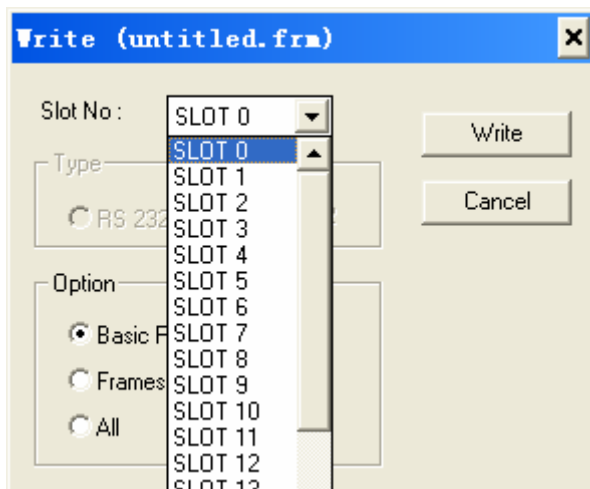 Write (untitled.frm)
Slot No :
SLOT 0
Write
Cancel
SLOT 0
SLOT 1
SLOT 2
SLOT 3
SLOT 4
SLOT 5
SLOT 6
SLOT 7
SLOT 8
SLOT 9
SLOT 10
SLOT 11
SLOT 12
SLOT 13
Type
RS 232
Option
Basic F
Frames
All